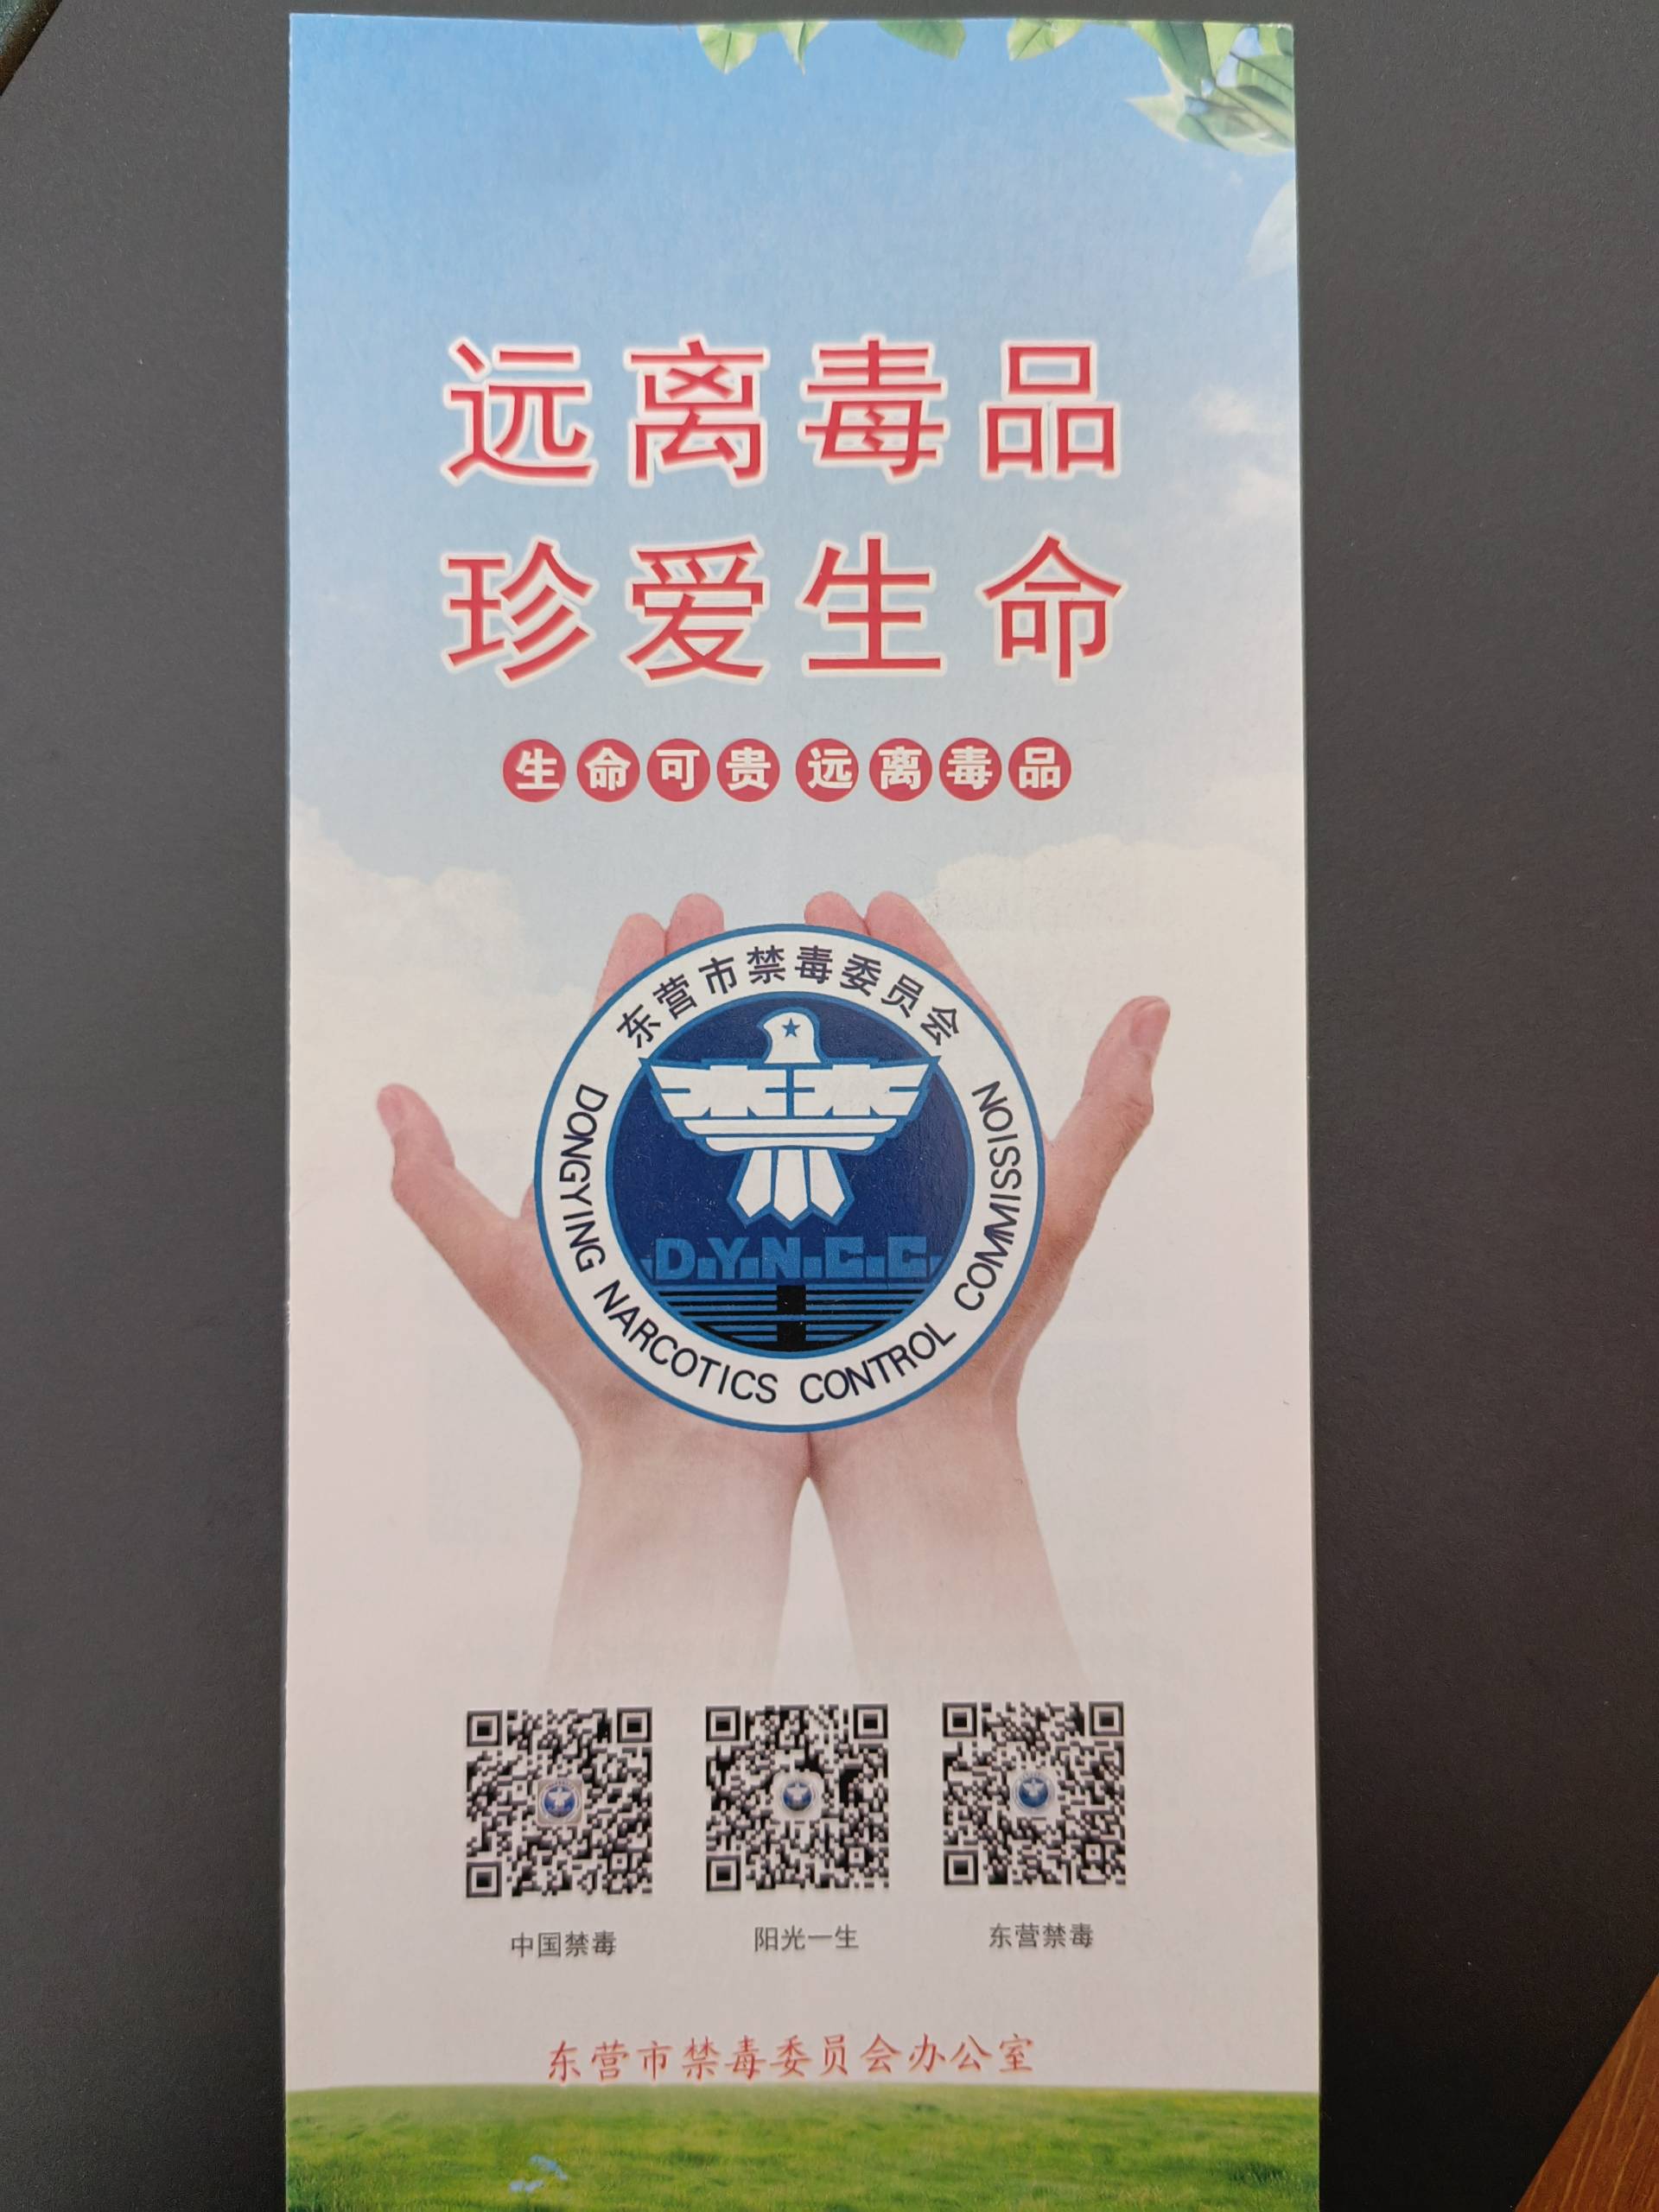 远离毒品
珍爱生命
生命可贵 远离毒品
东营市禁毒委员会
D.Y.N.C.C.
DONGYING NARCOTICS CONTROL COMMISSION
中国禁毒
阳光一生
东营禁毒
东营市禁毒委员会办公室